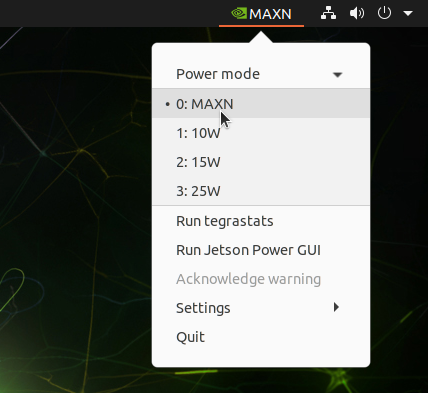 MAXN
Power mode
• 0: MAXN
1: 10W
2: 15W
3: 25W
Run tegrastats
Run Jetson Power GUI
Acknowledge warning
Settings
Quit